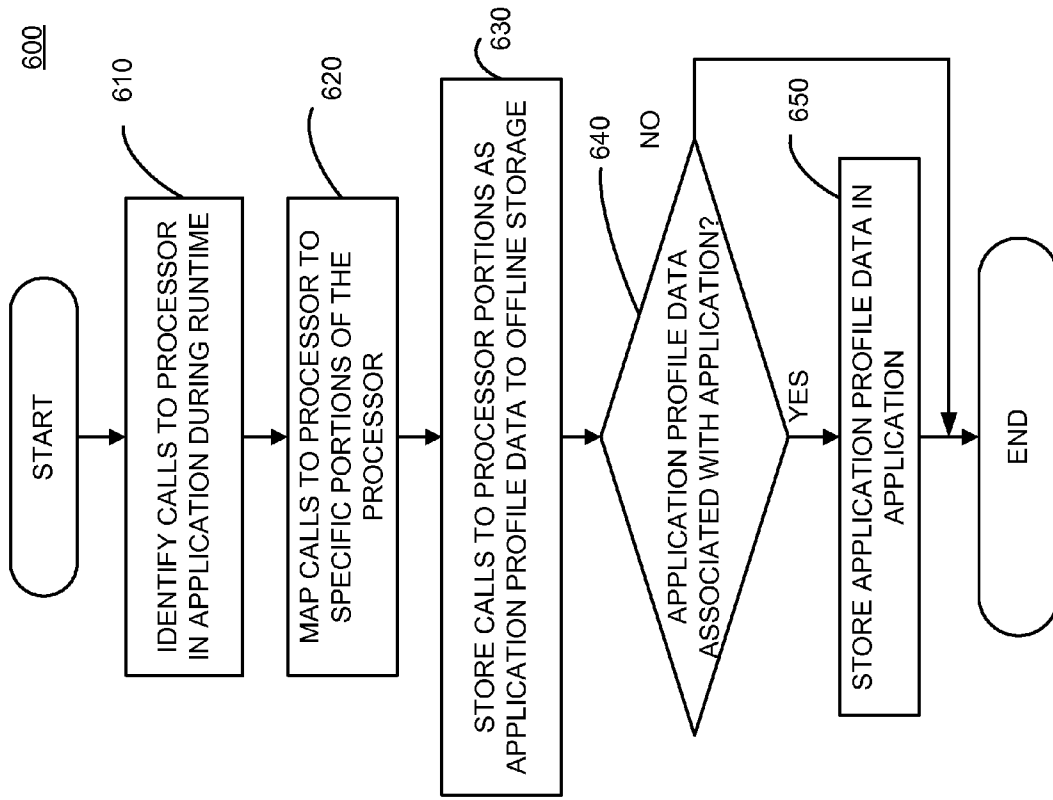 600
START
610
IDENTIFY CALLS TO PROCESSOR
IN APPLICATION DURING RUNTIME
620
MAP CALLS TO PROCESSOR TO
SPECIFIC PORTIONS OF THE
PROCESSOR
630
STORE CALLS TO PROCESSOR PORTIONS AS
APPLICATION PROFILE DATA TO OFFLINE STORAGE
640
NO
APPLICATION PROFILE DATA
ASSOCIATED WITH APPLICATION?
YES
650
STORE APPLICATION PROFILE DATA IN
APPLICATION
END